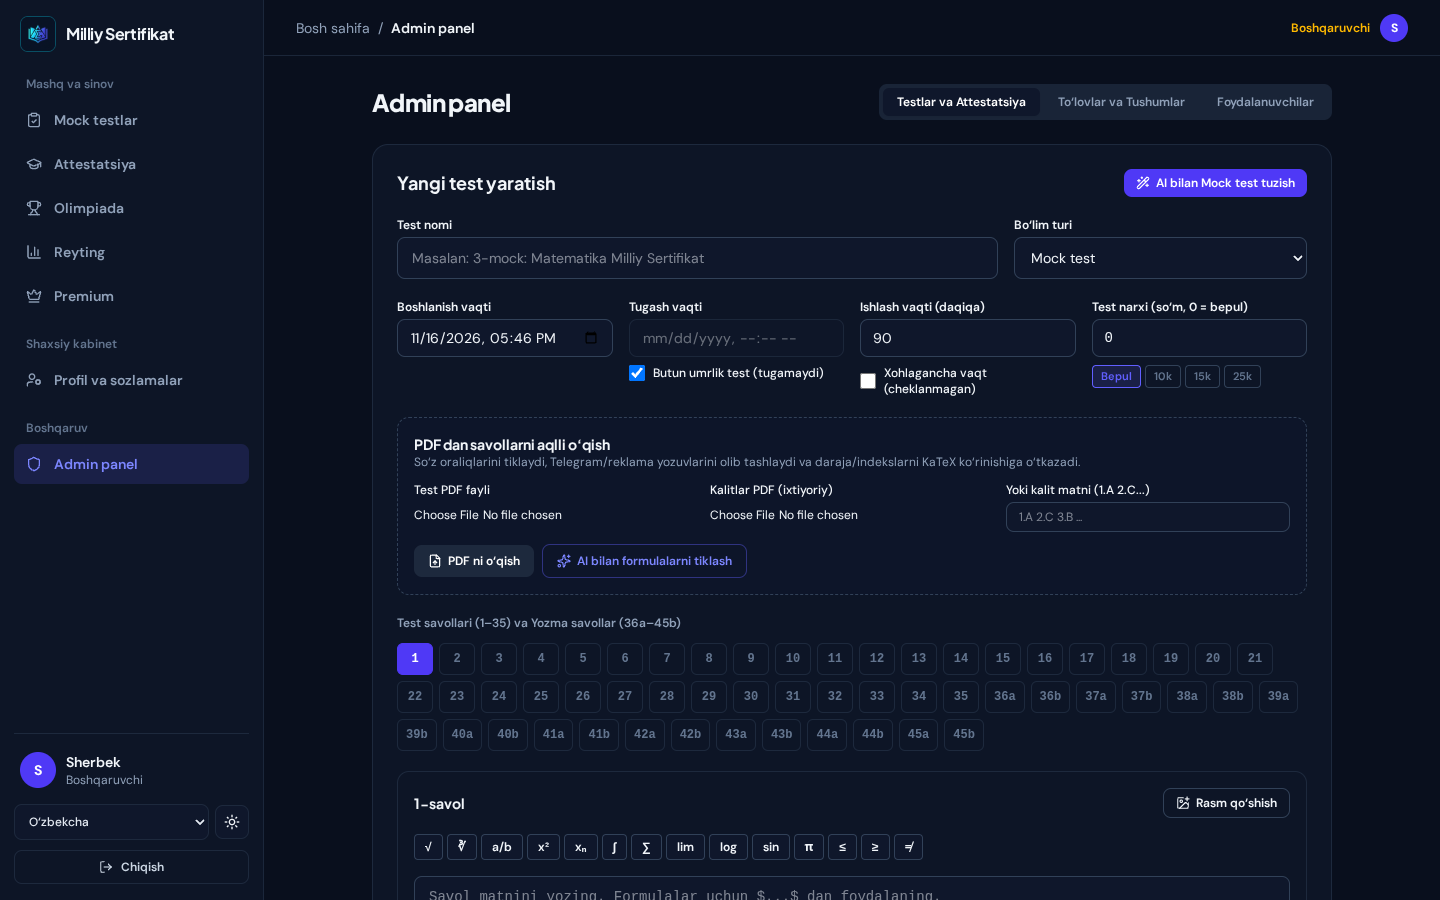 Milliy Sertifikat
Mashq va sinov
Mock testlar
Attestatsiya
Olimpiada
Reyting
Premium
Shaxsiy kabinet
Profil va sozlamalar
Boshqaruv
Admin panel
Sherbek
Boshqaruvchi
S
O‘zbekcha
Chiqish
Bosh sahifa / Admin panel
Boshqaruvchi S
Admin panel
Testlar va Attestatsiya To‘lovlar va Tushumlar Foydalanuvchilar
Yangi test yaratish
AI bilan Mock test tuzish
Test nomi
Masalan: 3-mock: Matematika Milliy Sertifikat
Bo‘lim turi
Mock test
Boshlanish vaqti
11/16/2026, 05:46 PM
Tugash vaqti
mm/dd/yyyy, --:-- --
Butun umrlik test (tugamaydi)
Ishlash vaqti (daqiqa)
90
Xohlagancha vaqt
(cheklanmagan)
Test narxi (so‘m, 0 = bepul)
0
Bepul 10k 15k 25k
PDF dan savollarni aqlli o‘qish
So‘z oraliqlarini tiklaydi, Telegram/reklama yozuvlarini olib tashlaydi va daraja/indekslarni KaTeX ko‘rinishiga o‘tkazadi.
Test PDF fayli
Choose File No file chosen
Kalitlar PDF (ixtiyoriy)
Choose File No file chosen
Yoki kalit matni (1.A 2.C...)
1.A 2.C 3.B ...
PDF ni o‘qish
AI bilan formulalarni tiklash
Test savollari (1–35) va Yozma savollar (36a–45b)
1 2 3 4 5 6 7 8 9 10 11 12 13 14 15 16 17 18 19 20 21
22 23 24 25 26 27 28 29 30 31 32 33 34 35 36a 36b 37a 37b 38a 38b 39a
39b 40a 40b 41a 41b 42a 42b 43a 43b 44a 44b 45a 45b
1-savol
Rasm qo‘shish
√ ∛ a/b x² xₙ ∫ ∑ lim log sin π ≤ ≥ ≠
Savol matnini yozing. Formulalar uchun $...$ dan foydalaning.